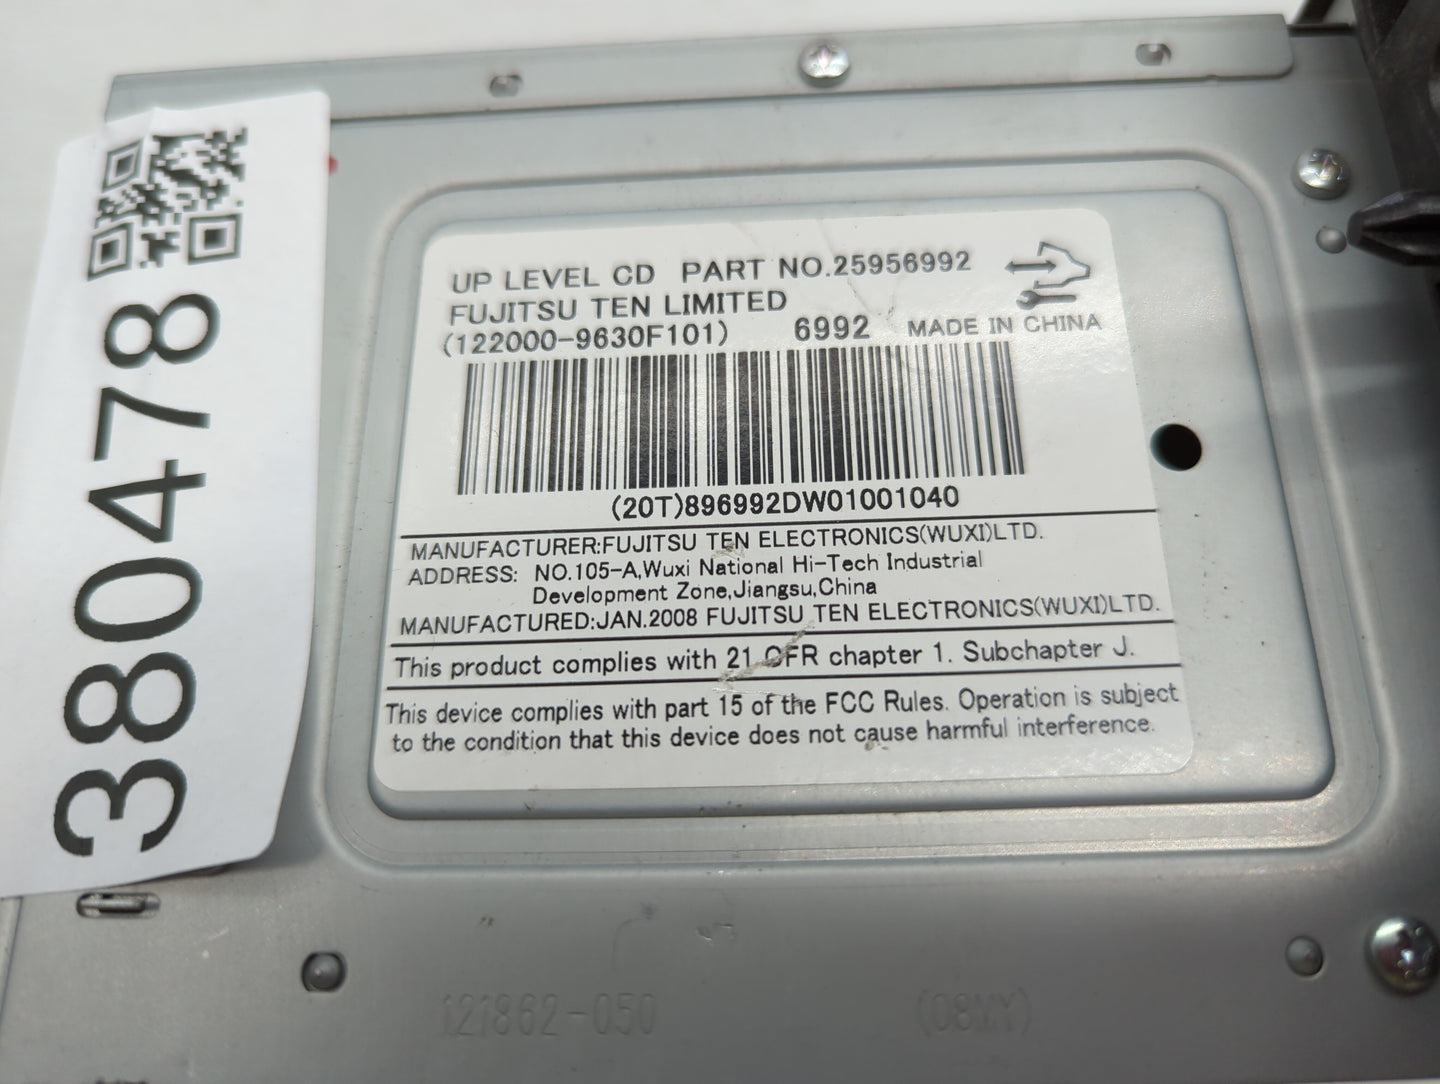 380478
UP LEVEL CD PART NO.25956992
FUJITSU TEN LIMITED
(122000-9630F101) 6992 MADE IN CHINA
(20T)896992DW01001040
MANUFACTURER:FUJITSU TEN ELECTRONICS(WUXI)LTD.
ADDRESS: NO.105-A,Wuxi National Hi-Tech Industrial
Development Zone,Jiangsu,China
MANUFACTURED:JAN.2008 FUJITSU TEN ELECTRONICS(WUXI)LTD.
This product complies with 21 CFR chapter 1. Subchapter J.
This device complies with part 15 of the FCC Rules. Operation is subject
to the condition that this device does not cause harmful interference.
121862-050 (08MY)